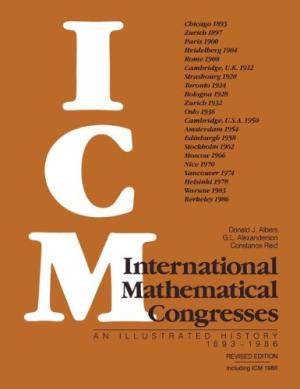 ICM
Chicago 1893
Zurich 1897
Paris 1900
Heidelberg 1904
Rome 1908
Cambridge, U.K. 1912
Strasbourg 1920
Toronto 1924
Bologna 1928
Zurich 1932
Oslo 1936
Cambridge, U.S.A. 1950
Amsterdam 1954
Edinburgh 1958
Stockholm 1962
Moscow 1966
Nice 1970
Vancouver 1974
Helsinki 1978
Warsaw 1983
Berkeley 1986
Donald J. Albers
G.L. Alexanderson
Constance Reid
International
Mathematical
Congresses
AN ILLUSTRATED HISTORY
1893–1986
REVISED EDITION
Including ICM 1986